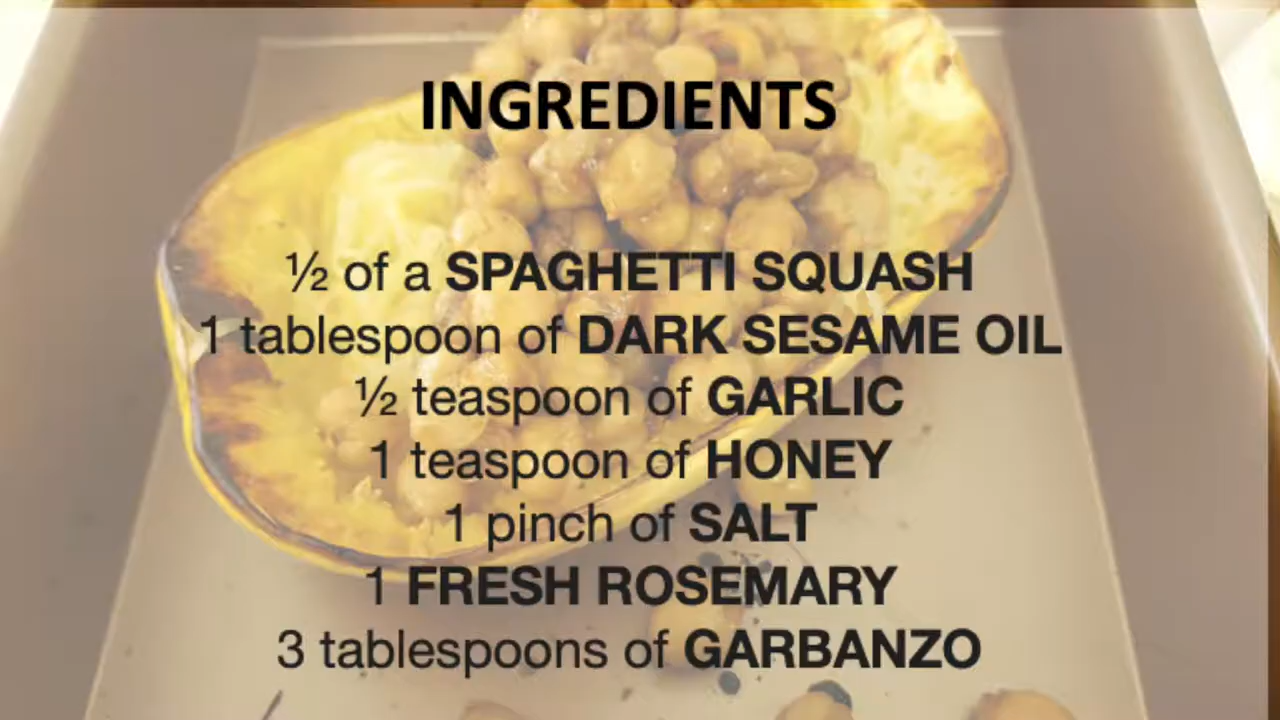 INGREDIENTS
½ of a SPAGHETTI SQUASH
1 tablespoon of DARK SESAME OIL
½ teaspoon of GARLIC
1 teaspoon of HONEY
1 pinch of SALT
1 FRESH ROSEMARY
3 tablespoons of GARBANZO